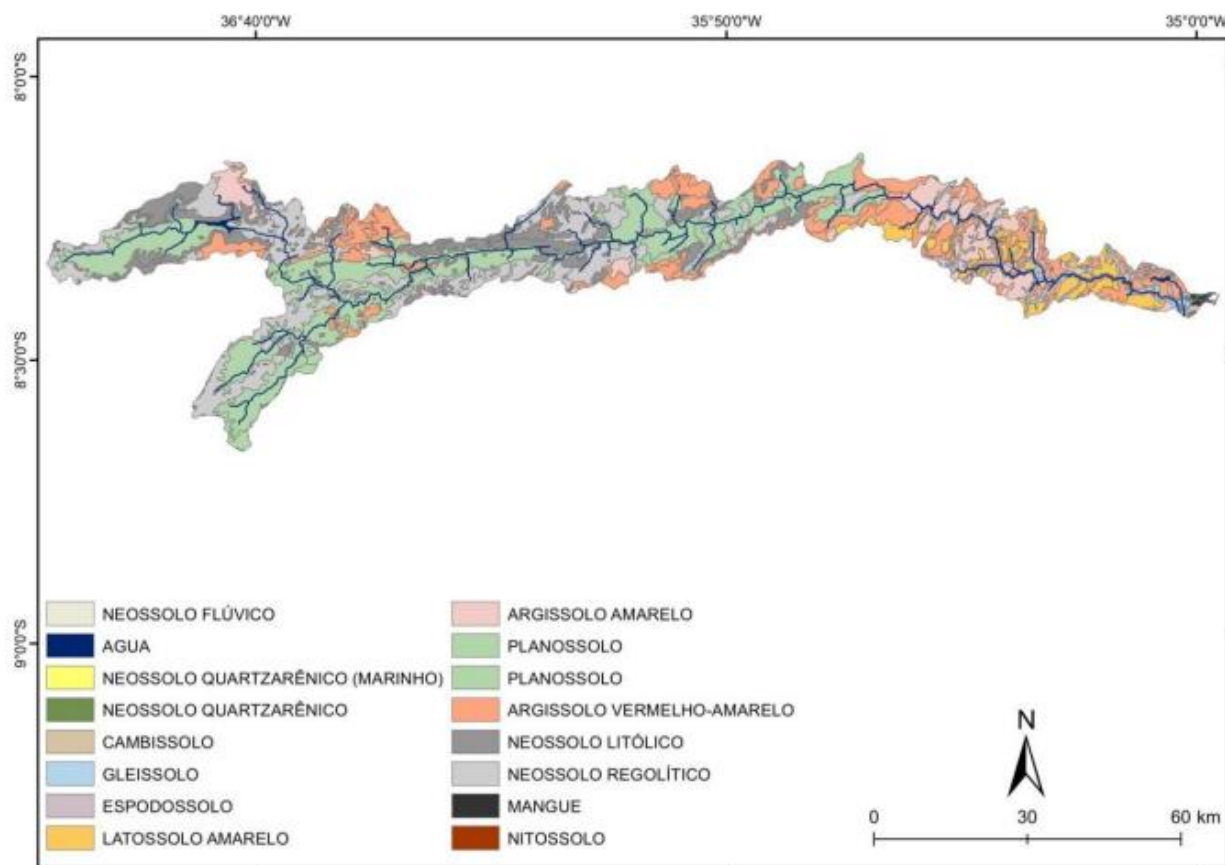 36°40'0"W
35°50'0"W
35°0'0"W
8°0'0"S
8°30'0"S
9°0'0"S
NEOSSOLO FLÚVICO
AGUA
NEOSSOLO QUARTZARÊNICO (MARINHO)
NEOSSOLO QUARTZARÊNICO
CAMBISSOLO
GLEISSOLO
ESPODOSSOLO
LATOSSOLO AMARELO
ARGISSOLO AMARELO
PLANOSSOLO
PLANOSSOLO
ARGISSOLO VERMELHO-AMARELO
NEOSSOLO LITÓLICO
NEOSSOLO REGOLÍTICO
MANGUE
NITOSSOLO
N
0 30 60 km